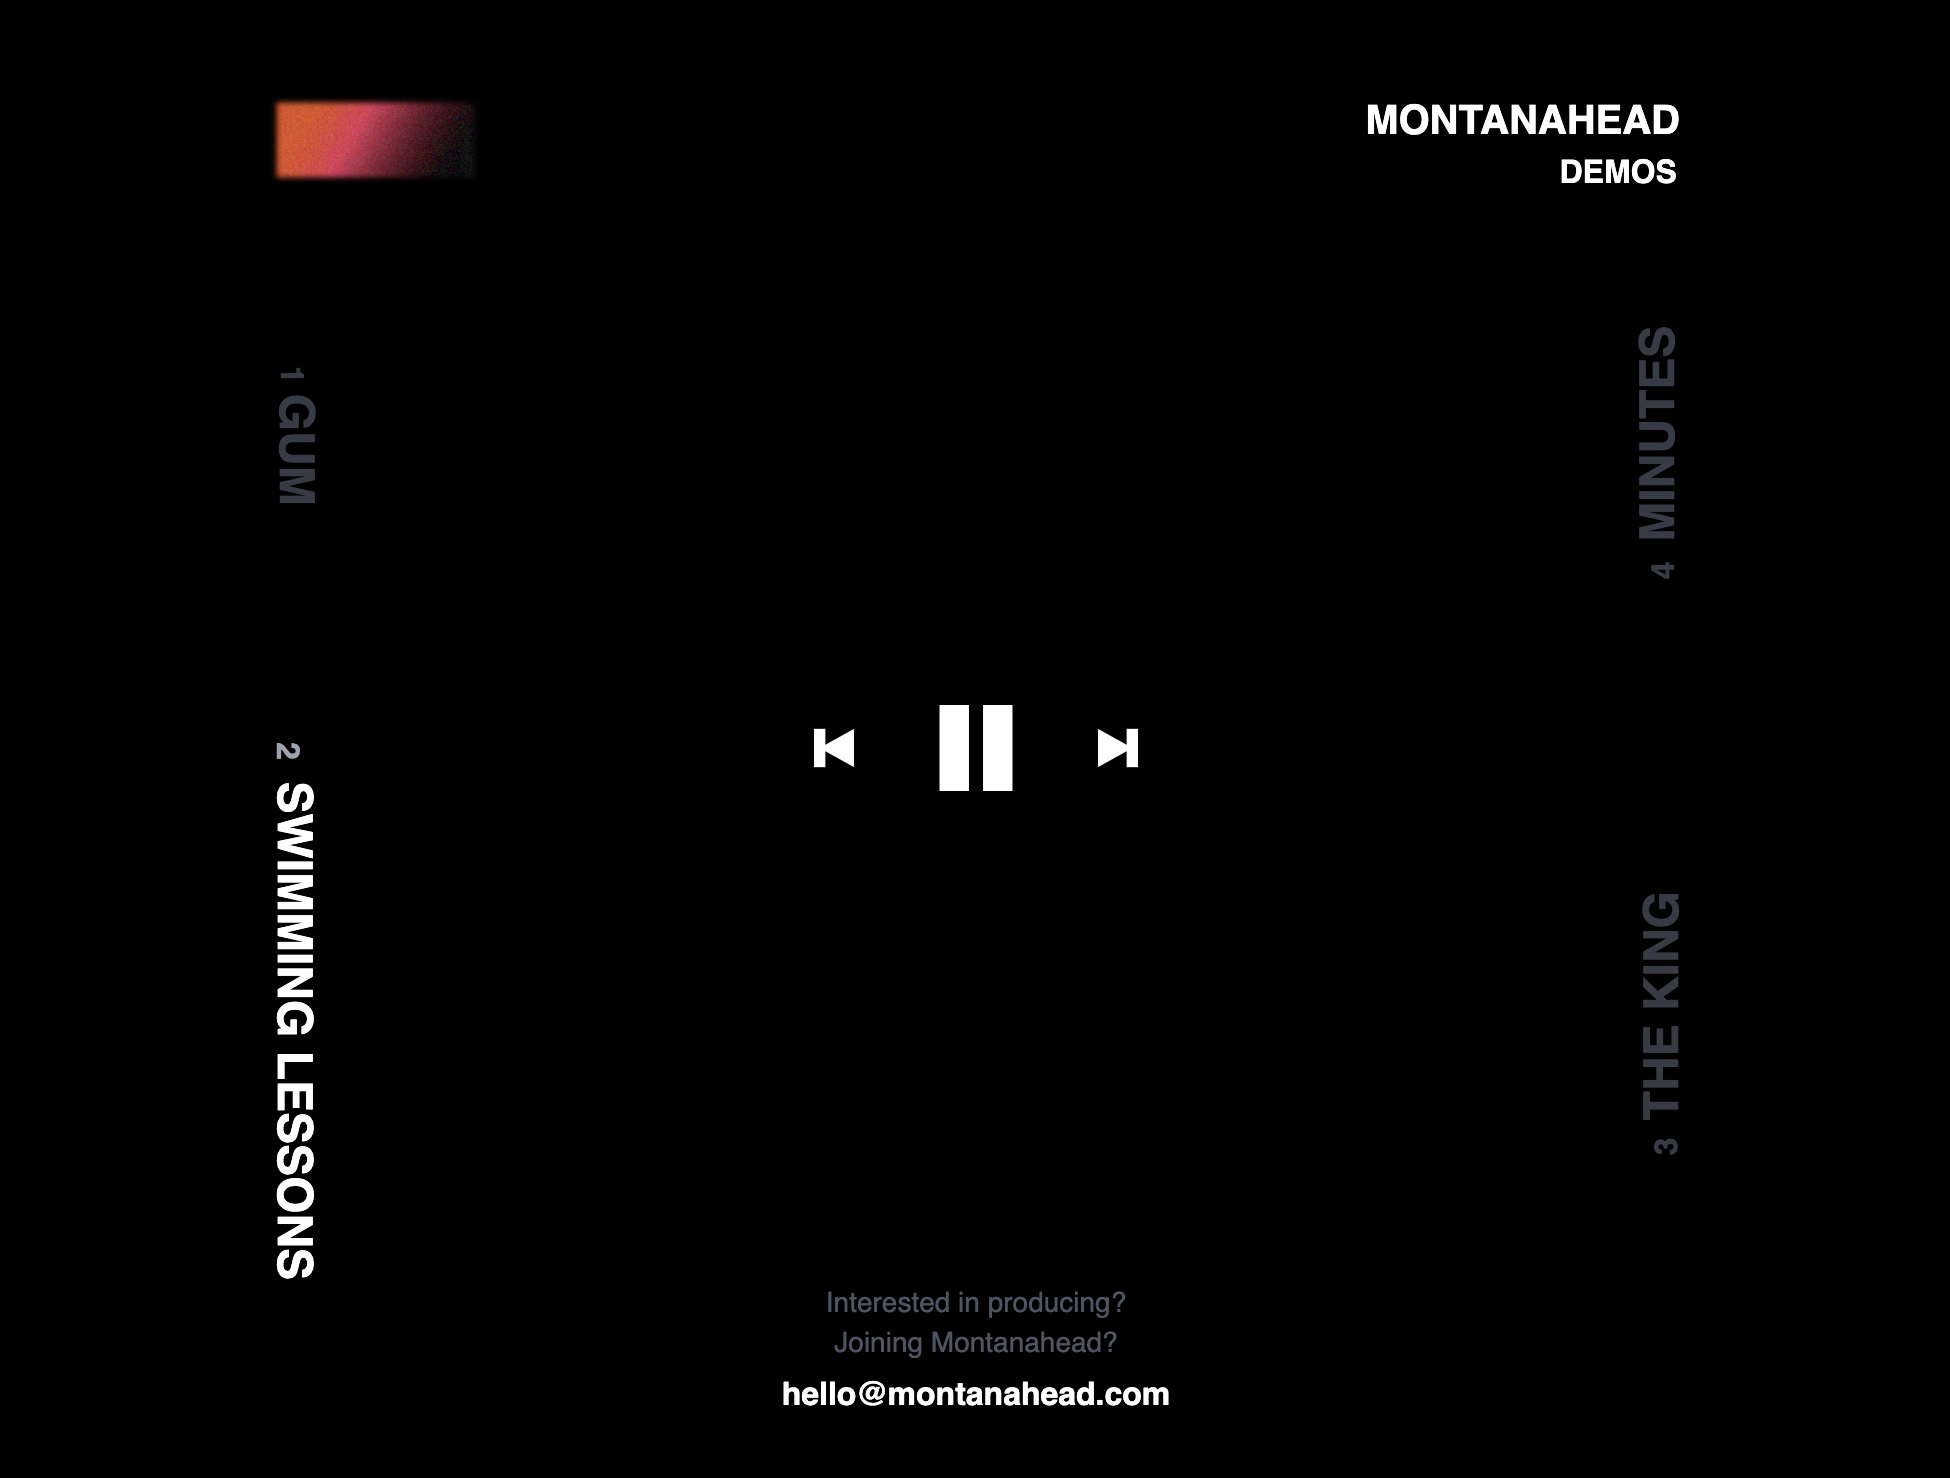 MONTANAHEAD
DEMOS
1 GUM
2 SWIMMING LESSONS
3 THE KING
4 MINUTES
Interested in producing?
Joining Montanahead?
hello@montanahead.com